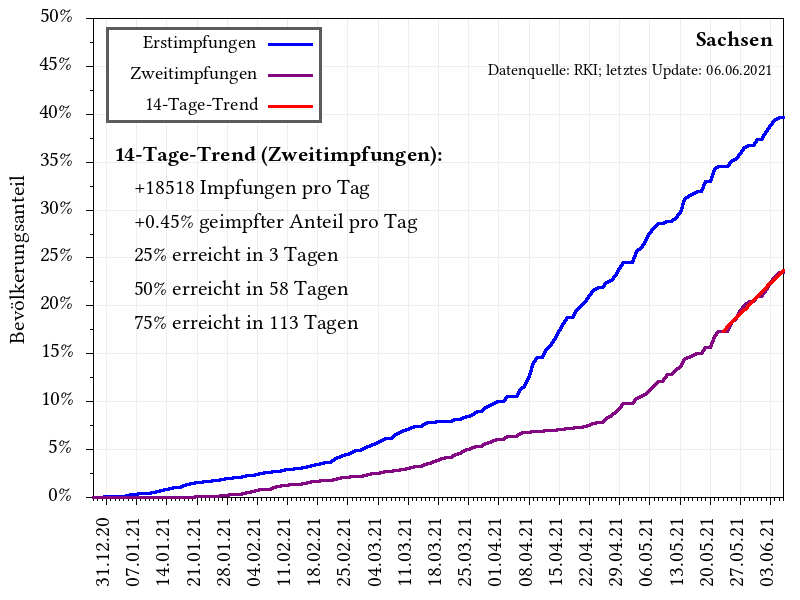 50%
45%
40%
35%
30%
25%
20%
15%
10%
5%
0%
Bevölkerungsanteil
Erstimpfungen
Zweitimpfungen
14-Tage-Trend
Sachsen
Datenquelle: RKI; letztes Update: 06.06.2021
14-Tage-Trend (Zweitimpfungen):
+18518 Impfungen pro Tag
+0.45% geimpfter Anteil pro Tag
25% erreicht in 3 Tagen
50% erreicht in 58 Tagen
75% erreicht in 113 Tagen
31.12.20
07.01.21
14.01.21
21.01.21
28.01.21
04.02.21
11.02.21
18.02.21
25.02.21
04.03.21
11.03.21
18.03.21
25.03.21
01.04.21
08.04.21
15.04.21
22.04.21
29.04.21
06.05.21
13.05.21
20.05.21
27.05.21
03.06.21